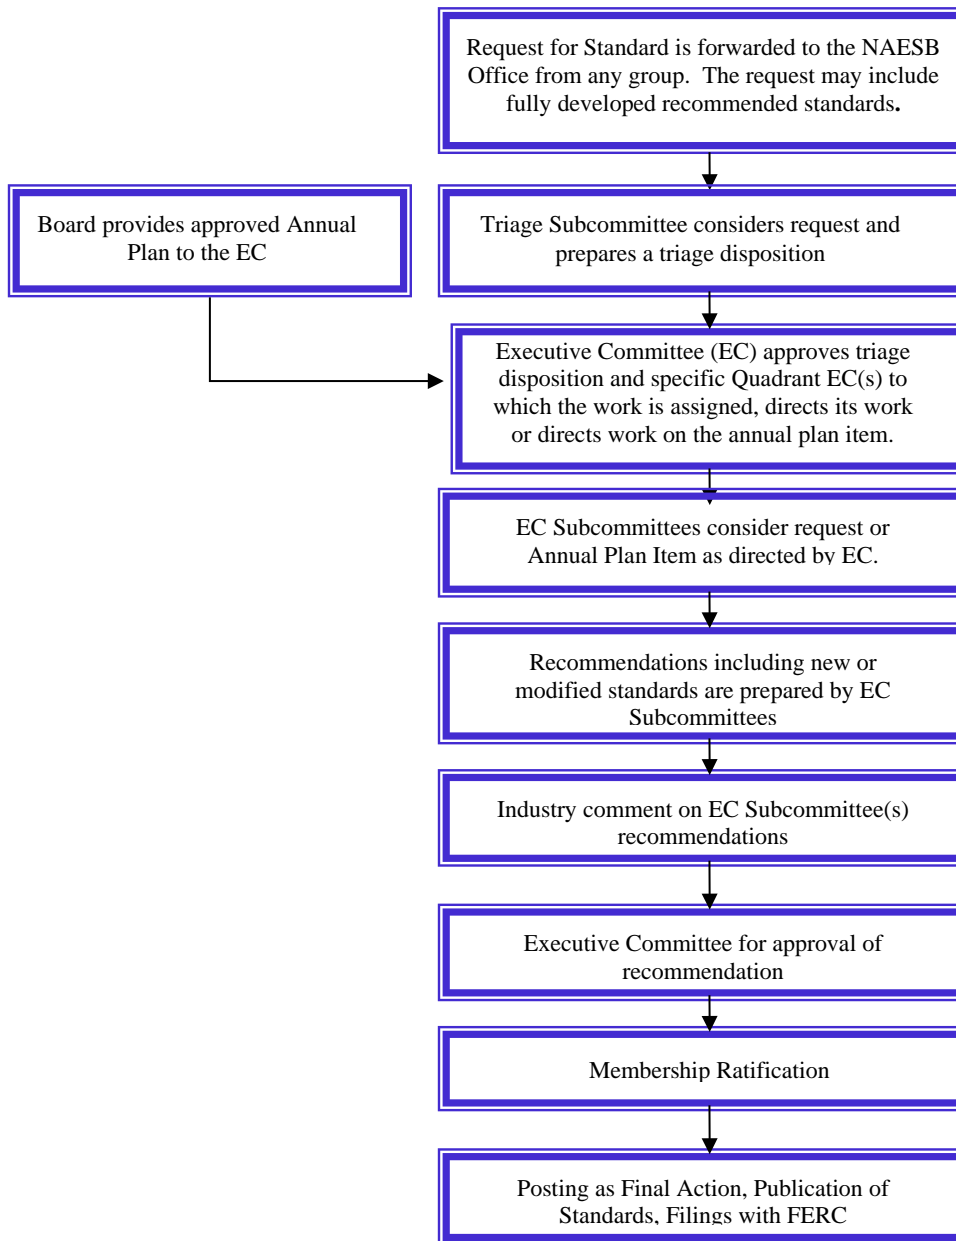 Request for Standard is forwarded to the NAESB
Office from any group.  The request may include
fully developed recommended standards.
Board provides approved Annual
Plan to the EC
Triage Subcommittee considers request and
prepares a triage disposition
Executive Committee (EC) approves triage
disposition and specific Quadrant EC(s) to
which the work is assigned, directs its work
or directs work on the annual plan item.
EC Subcommittees consider request or
Annual Plan Item as directed by EC.
Recommendations including new or
modified standards are prepared by EC
Subcommittees
Industry comment on EC Subcommittee(s)
recommendations
Executive Committee for approval of
recommendation
Membership Ratification
Posting as Final Action, Publication of
Standards, Filings with FERC